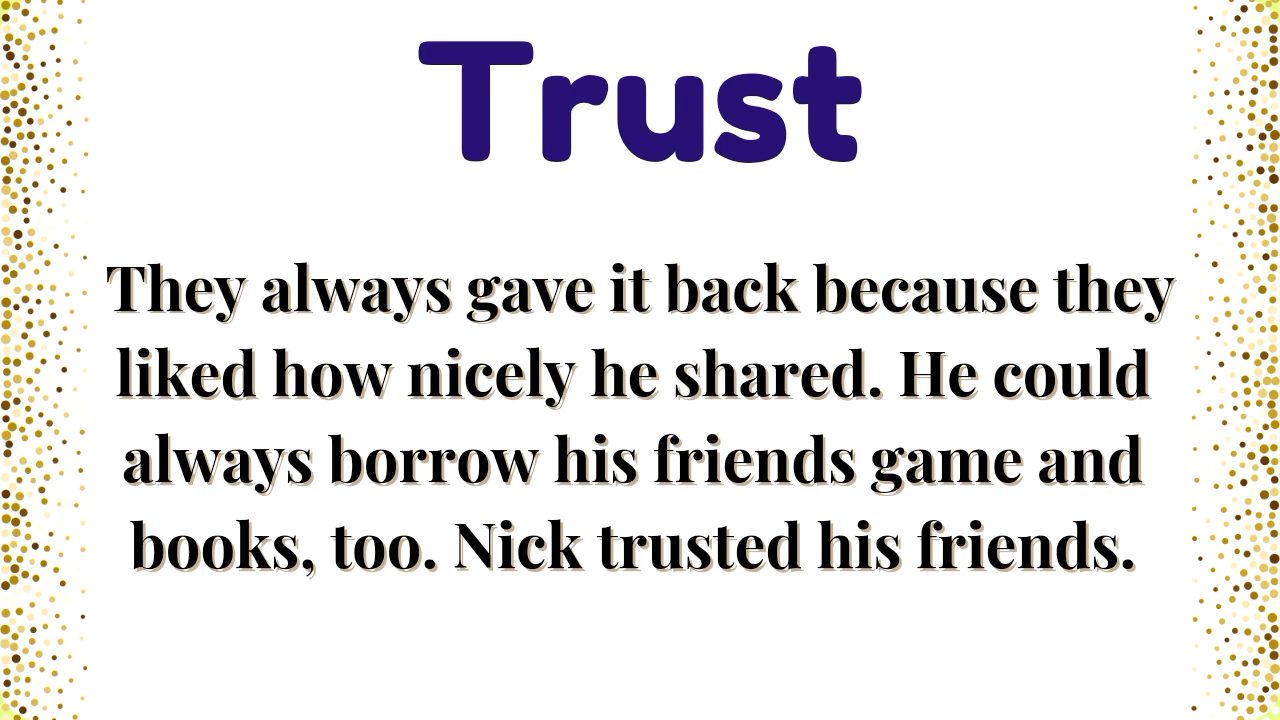 Trust
They always gave it back because they
liked how nicely he shared. He could
always borrow his friends game and
books, too. Nick trusted his friends.